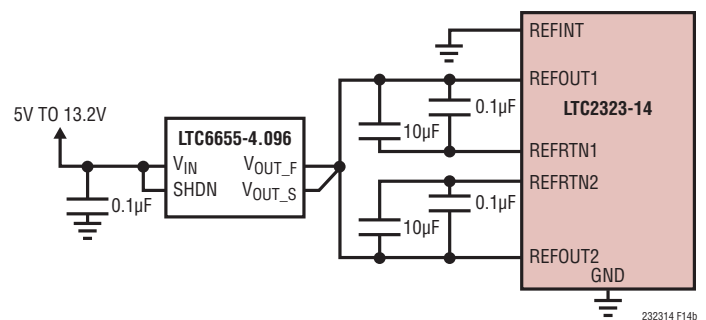 REFINT
REFOUT1
LTC2323-14
5V TO 13.2V
0.1µF
LTC6655-4.096
10µF
VIN
VOUT_F
REFRTN1
REFRTN2
SHDN
VOUT_S
0.1µF
0.1µF
10µF
REFOUT2
GND
232314 F14b